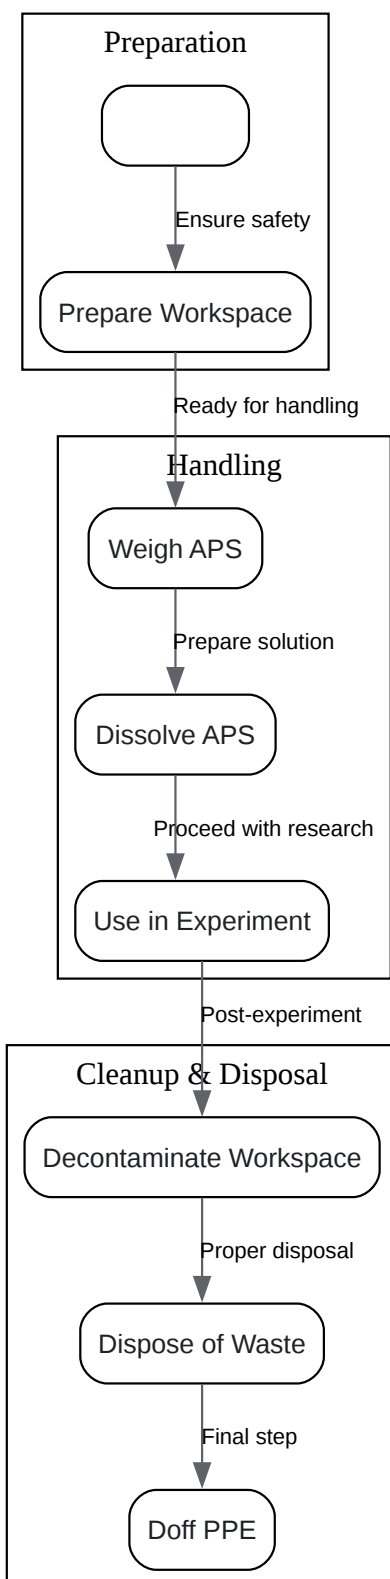 Preparation
Ensure safety
Prepare Workspace
Ready for handling
Handling
Weigh APS
Prepare solution
Dissolve APS
Proceed with research
Use in Experiment
Post-experiment
Cleanup & Disposal
Decontaminate Workspace
Proper disposal
Dispose of Waste
Final step
Doff PPE